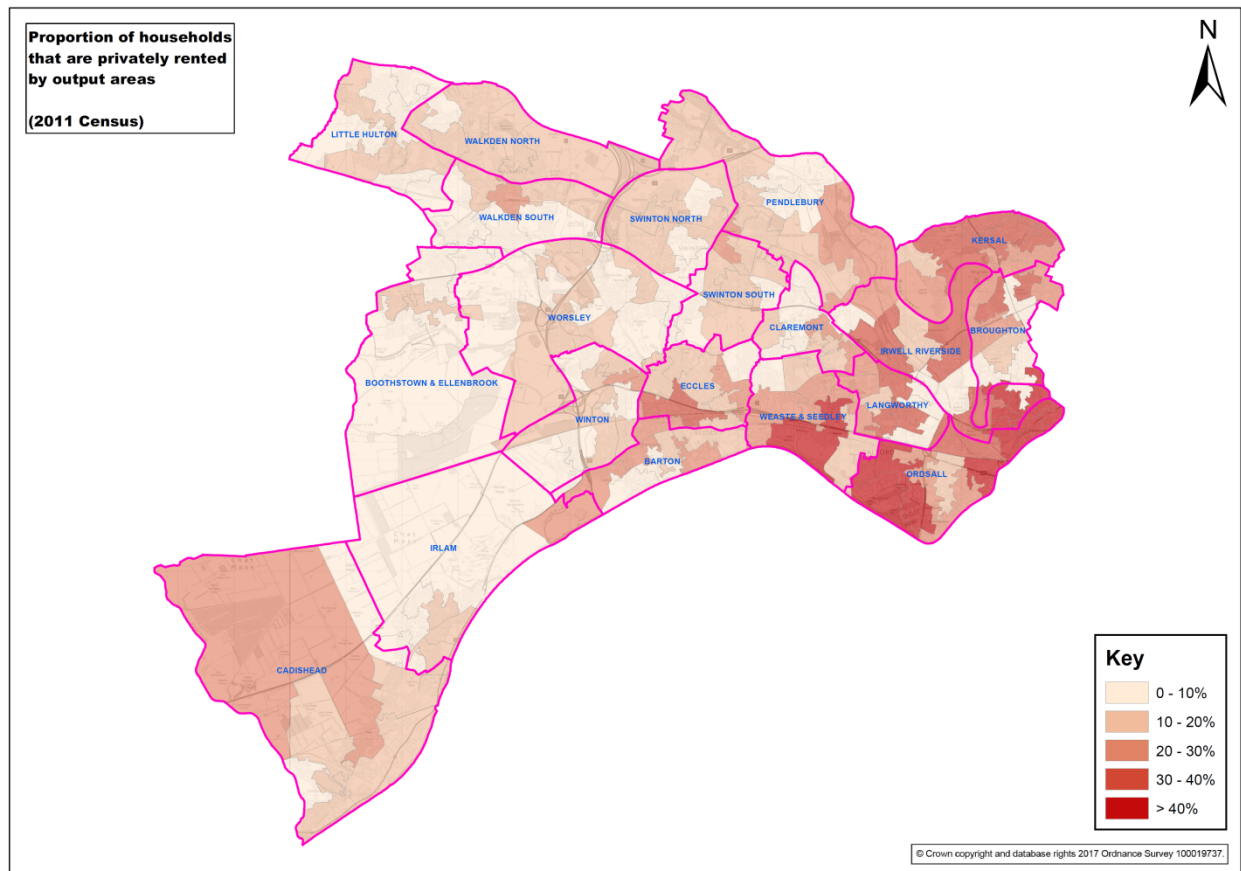 Proportion of households
that are privately rented
by output areas
(2011 Census)
N
LITTLE HULTON
WALKDEN NORTH
WALKDEN SOUTH
SWINTON NORTH
PENDLEBURY
KERSAL
SWINTON SOUTH
WORSLEY
CLAREMONT
BROUGHTON
IRWELL RIVERSIDE
BOOTHSTOWN & ELLENBROOK
ECCLES
LANGWORTHY
WEASTE & SEEDLEY
WINTON
BARTON
ORDSALL
IRLAM
CADISHEAD
Key
0 - 10%
10 - 20%
20 - 30%
30 - 40%
> 40%
© Crown copyright and database rights 2017 Ordnance Survey 100019737.